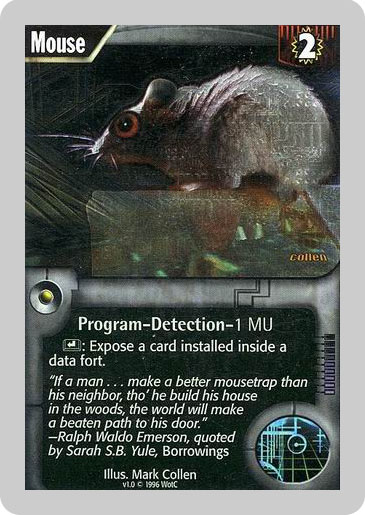 Mouse
2
collen
Program-Detection-1 MU
: Expose a card installed inside a
data fort.
"If a man . . . make a better mousetrap than
his neighbor, tho' he build his house
in the woods, the world will make
a beaten path to his door."
—Ralph Waldo Emerson, quoted
by Sarah S.B. Yule, Borrowings
Illus. Mark Collen
v1.0 © 1996 WotC